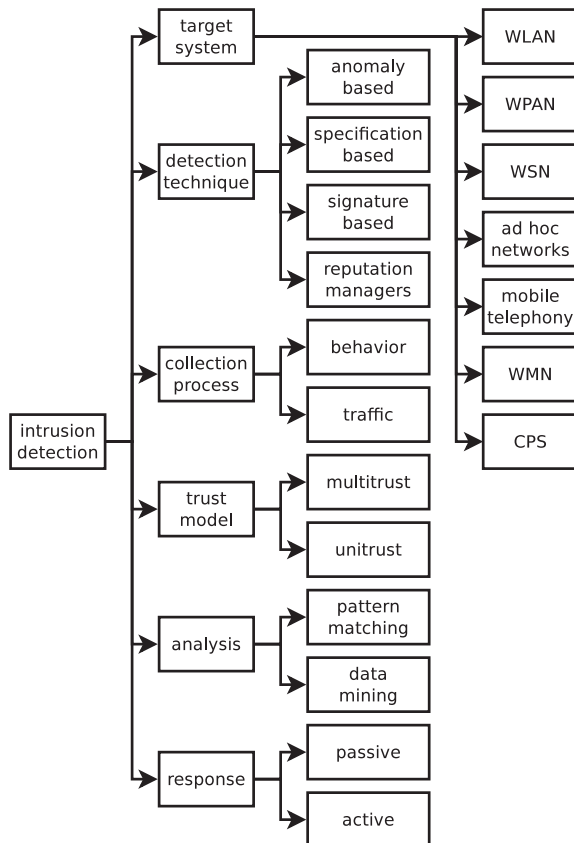 target
system
WLAN
anomaly
based
WPAN
specification
based
detection
technique
WSN
signature
based
ad hoc
networks
reputation
managers
mobile
telephony
behavior
collection
process
WMN
traffic
intrusion
detection
CPS
multitrust
trust
model
unitrust
pattern
matching
analysis
data
mining
passive
response
active